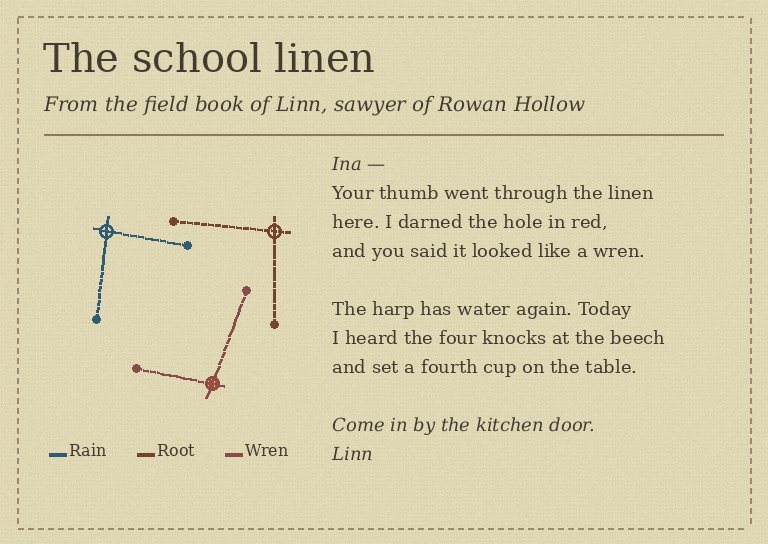 The school linen
From the field book of Linn, sawyer of Rowan Hollow
Ina —
Your thumb went through the linen
here. I darned the hole in red,
and you said it looked like a wren.
The harp has water again. Today
I heard the four knocks at the beech
and set a fourth cup on the table.
Come in by the kitchen door.
Linn
Rain Root Wren